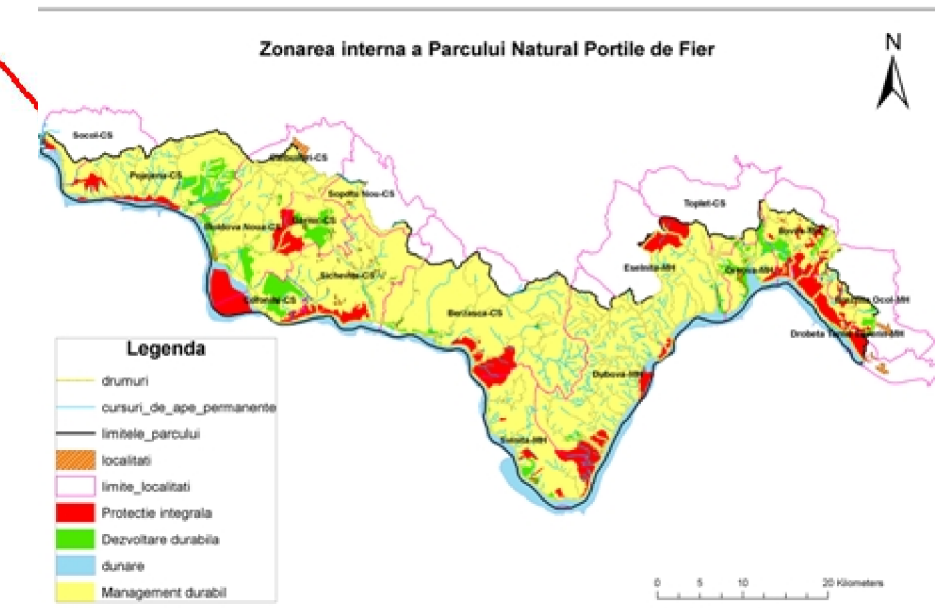 Zonarea interna a Parcului Natural Portile de Fier
N
Socol-CS
Pojejena-CS
Sopotu Nou-CS
Toplet-CS
Moldova Noua-CS
Garnic-CS
Sichevita-CS
Eselnita-MH
Orsova-MH
Coronini-CS
Berzasca-CS
Ocol-MH
Drobeta
Dubova-MH
Svinita-MH
Legenda
drumuri
cursuri_de_ape_permanente
limitele_parcului
localitati
limite_localitati
Protectie integrala
Dezvoltare durabila
dunare
Management durabil
0 5 10 20 Kilometers